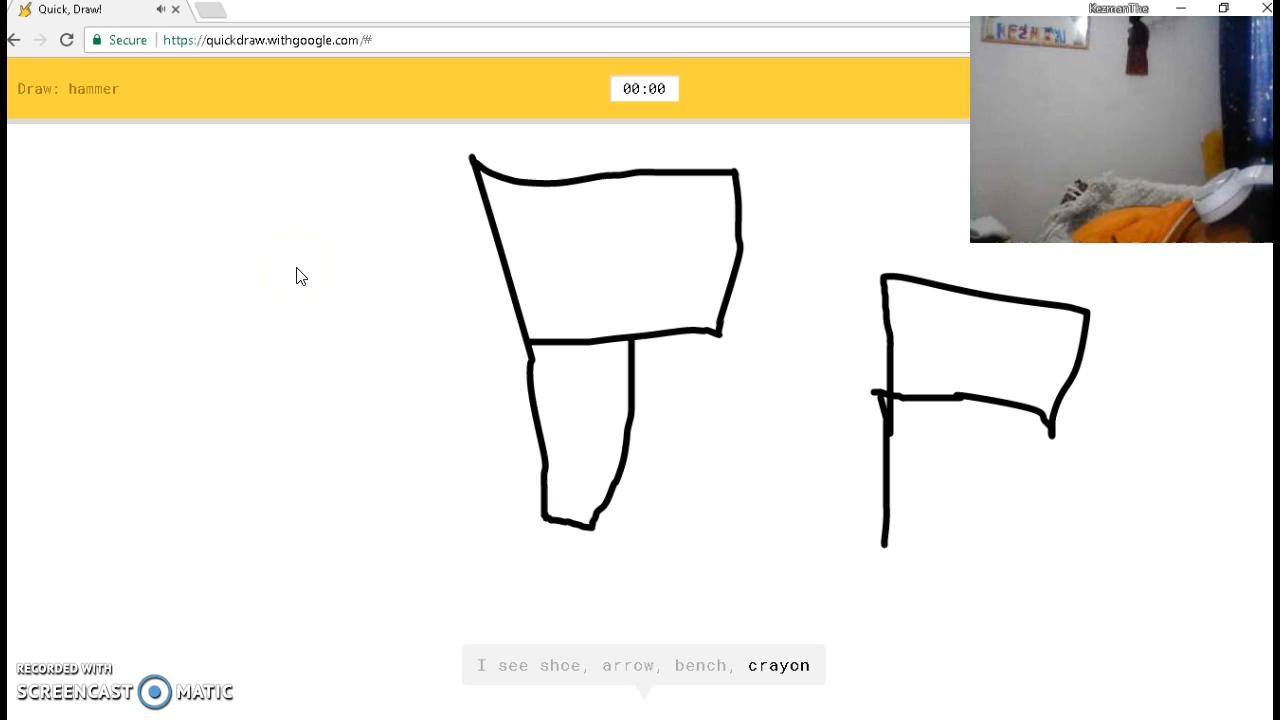 Quick, Draw!
KezmanThe
Secure
https://quickdraw.withgoogle.com/#
Draw: hammer
00:00
I see shoe, arrow, bench, crayon
RECORDED WITH
SCREENCAST MATIC